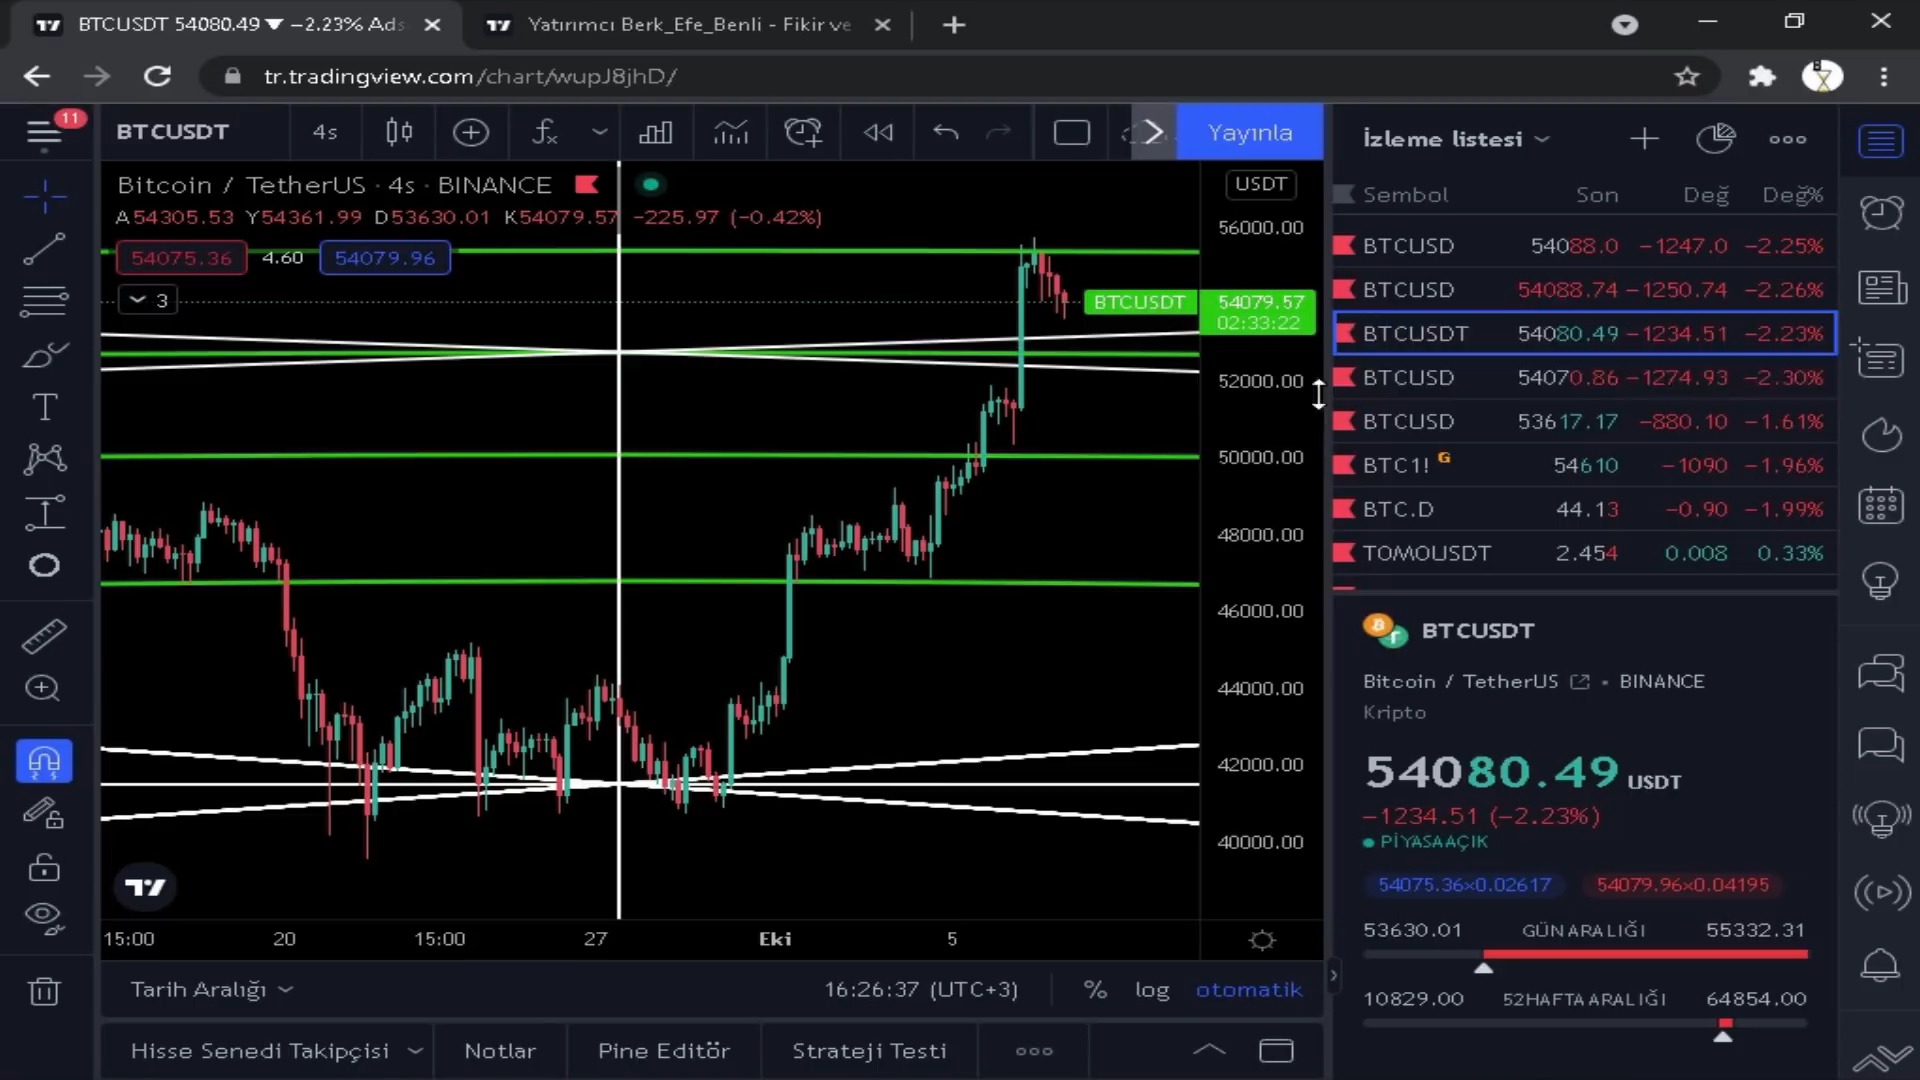 BTCUSDT 54080.49 ▼ −2.23% Ads
Yatırımcı Berk_Efe_Benli - Fikir ve
tr.tradingview.com/chart/wupJ8jhD/
11
BTCUSDT
4s
Yayınla
Bitcoin / TetherUS · 4s · BINANCE
A54305.53 Y54361.99 D53630.01 K54079.57 −225.97 (−0.42%)
54075.36 4.60 54079.96
3
USDT
56000.00
BTCUSDT 54079.57
02:33:22
52000.00
50000.00
48000.00
46000.00
44000.00
42000.00
40000.00
15:00 20 15:00 27 Eki 5
Tarih Aralığı
16:26:37 (UTC+3) % log otomatik
Hisse Senedi Takipçisi Notlar Pine Editör Strateji Testi
İzleme listesi
Sembol Son Değ Değ%
BTCUSD 54088.0 −1247.0 −2.25%
BTCUSD 54088.74 −1250.74 −2.26%
BTCUSDT 54080.49 −1234.51 −2.23%
BTCUSD 54070.86 −1274.93 −2.30%
BTCUSD 53617.17 −880.10 −1.61%
BTC1! G 54610 −1090 −1.96%
BTC.D 44.13 −0.90 −1.99%
TOMOUSDT 2.454 0.008 0.33%
BTCUSDT
Bitcoin / TetherUS • BINANCE
Kripto
54080.49 USDT
−1234.51 (−2.23%)
PİYASA AÇIK
54075.36×0.02617 54079.96×0.04195
53630.01 GÜN ARALIĞI 55332.31
10829.00 52HAFTA ARALIĞI 64854.00